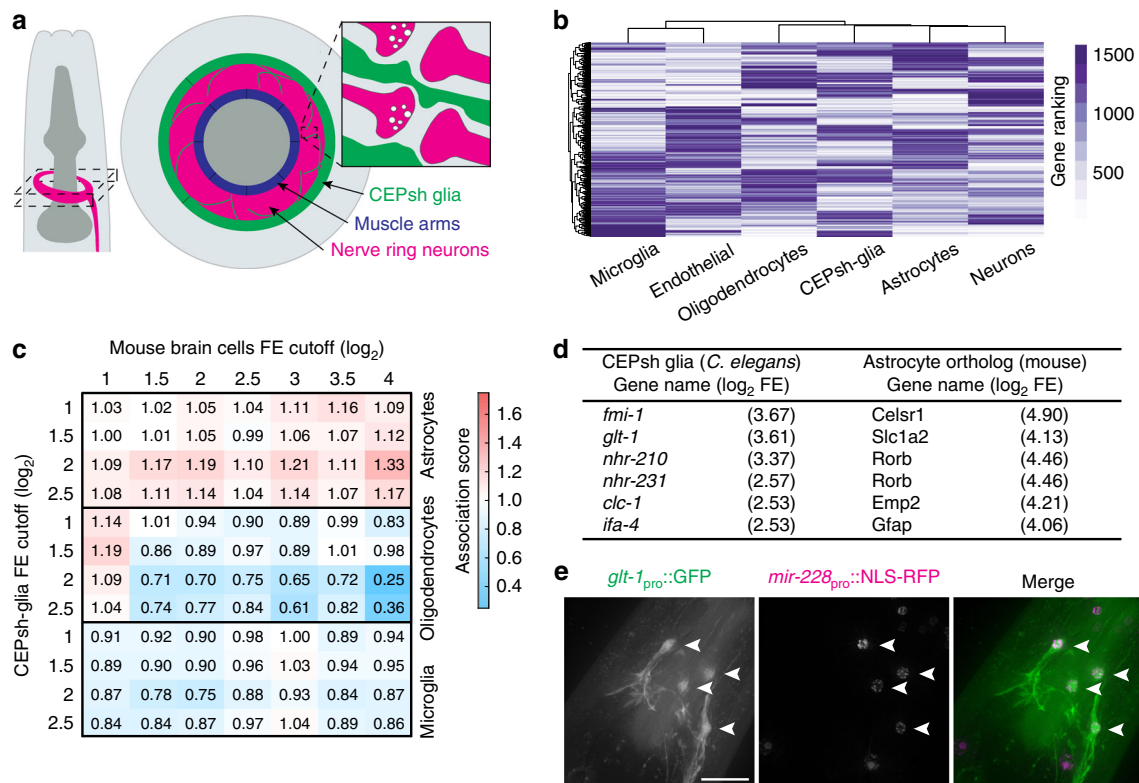 a
CEPsh glia
Muscle arms
Nerve ring neurons
b
1500
1000
500
Gene ranking
Microglia
Endothelial
Oligodendrocytes
CEPsh-glia
Astrocytes
Neurons
c
Mouse brain cells FE cutoff (log2)
1 1.5 2 2.5 3 3.5 4
CEPsh-glia FE cutoff (log2)
1 1.03 1.02 1.05 1.04 1.11 1.16 1.09
1.5 1.00 1.01 1.05 0.99 1.06 1.07 1.12
2 1.09 1.17 1.19 1.10 1.21 1.11 1.33
2.5 1.08 1.11 1.14 1.04 1.14 1.07 1.17
Astrocytes
1 1.14 1.01 0.94 0.90 0.89 0.99 0.83
1.5 1.19 0.86 0.89 0.97 0.89 1.01 0.98
2 1.09 0.71 0.70 0.75 0.65 0.72 0.25
2.5 1.04 0.74 0.77 0.84 0.61 0.82 0.36
Oligodendrocytes
1 0.91 0.92 0.90 0.98 1.00 0.89 0.94
1.5 0.89 0.90 0.90 0.96 1.03 0.94 0.95
2 0.87 0.78 0.75 0.88 0.93 0.84 0.87
2.5 0.84 0.84 0.87 0.97 1.04 0.89 0.86
Microglia
Association score
1.6
1.4
1.2
1.0
0.8
0.6
0.4
d
CEPsh glia (C. elegans) Astrocyte ortholog (mouse)
Gene name (log2 FE) Gene name (log2 FE)
fmi-1 (3.67) Celsr1 (4.90)
glt-1 (3.61) Slc1a2 (4.13)
nhr-210 (3.37) Rorb (4.46)
nhr-231 (2.57) Rorb (4.46)
clc-1 (2.53) Emp2 (4.21)
ifa-4 (2.53) Gfap (4.06)
e
glt-1pro::GFP mir-228pro::NLS-RFP Merge